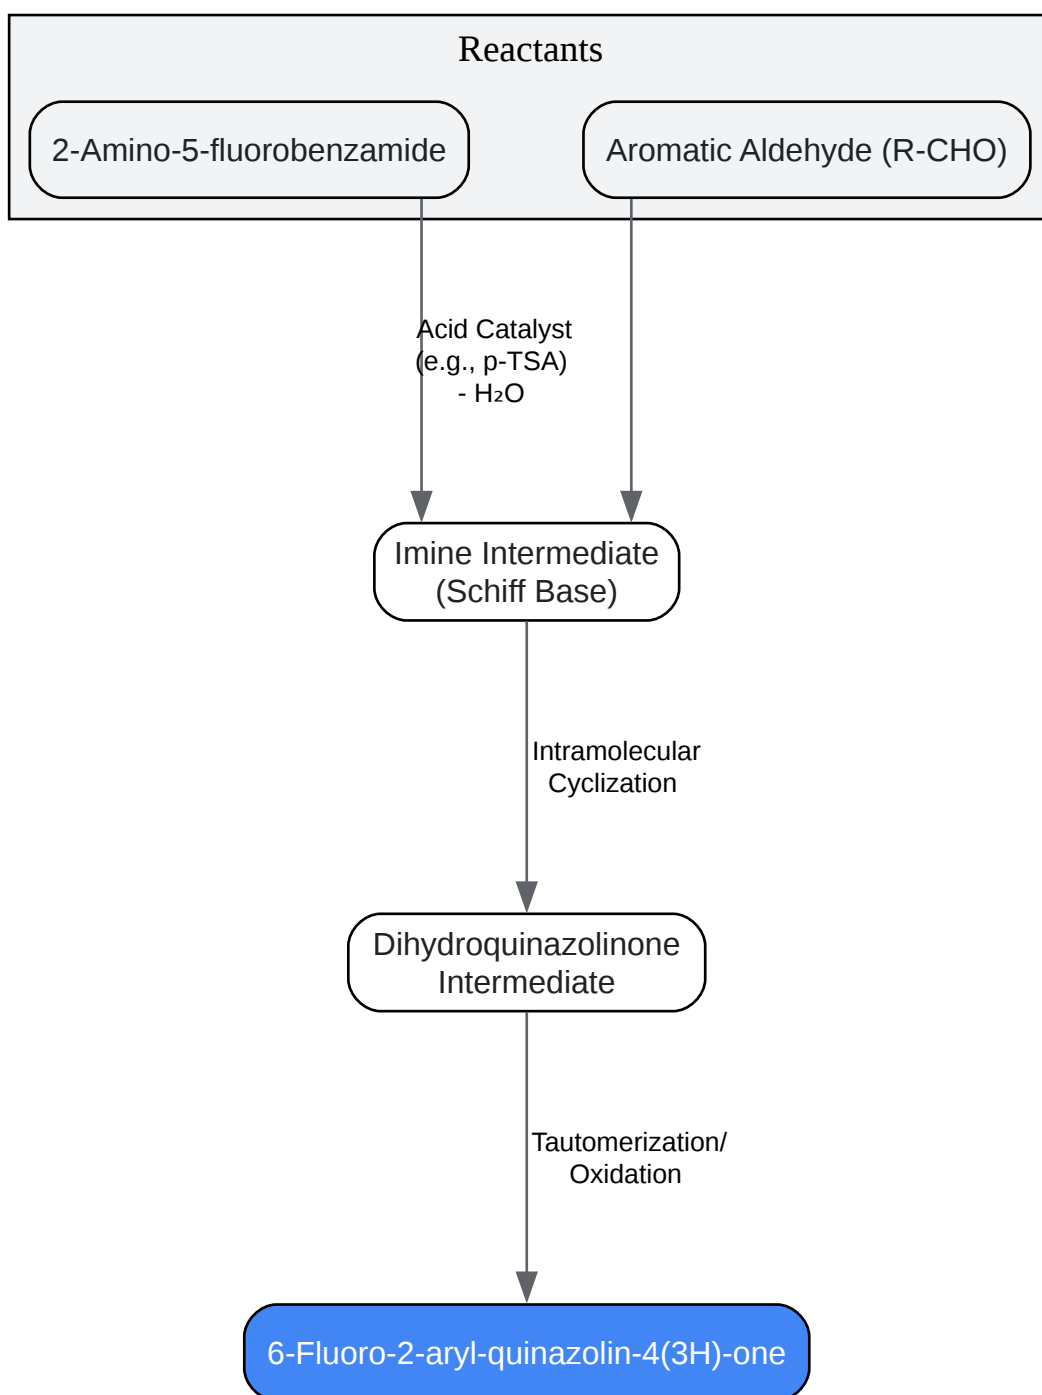 Reactants
2-Amino-5-fluorobenzamide
Aromatic Aldehyde (R-CHO)
Acid Catalyst
(e.g., p-TSA)
- H₂O
Imine Intermediate
(Schiff Base)
Intramolecular
Cyclization
Dihydroquinazolinone
Intermediate
Tautomerization/
Oxidation
6-Fluoro-2-aryl-quinazolin-4(3H)-one